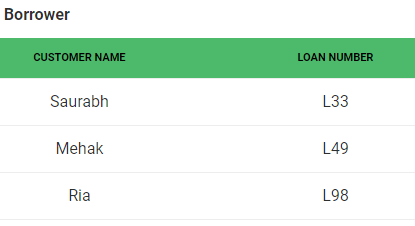 Borrower
CUSTOMER NAME LOAN NUMBER
Saurabh L33
Mehak L49
Ria L98